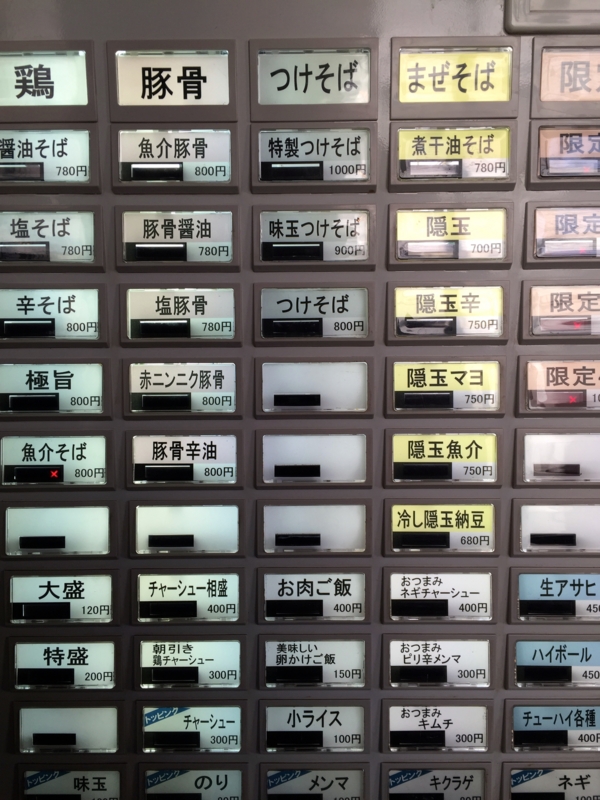 鶏 豚骨 つけそば まぜそば 限
醤油そば 780円 魚介豚骨 800円 特製つけそば 1000円 煮干油そば 780円 限定
塩そば 780円 豚骨醤油 780円 味玉つけそば 900円 隠玉 700円 限定
辛そば 800円 塩豚骨 780円 つけそば 800円 隠玉辛 750円 限定
極旨 800円 赤ニンニク豚骨 800円 隠玉マヨ 750円 限定
魚介そば 800円 豚骨辛油 800円 隠玉魚介 750円
冷し隠玉納豆 680円
大盛 120円 チャーシュー相盛 400円 お肉ご飯 400円 おつまみ ネギチャーシュー 400円 生アサヒ 450
特盛 200円 朝引き 鶏チャーシュー 300円 美味しい 卵かけご飯 150円 おつまみ ピリ辛メンマ 300円 ハイボール 450
トッピング チャーシュー 300円 小ライス 100円 おつまみ キムチ 300円 チューハイ各種 400円
トッピング 味玉 トッピング のり トッピング メンマ トッピング キクラゲ トッピング ネギ